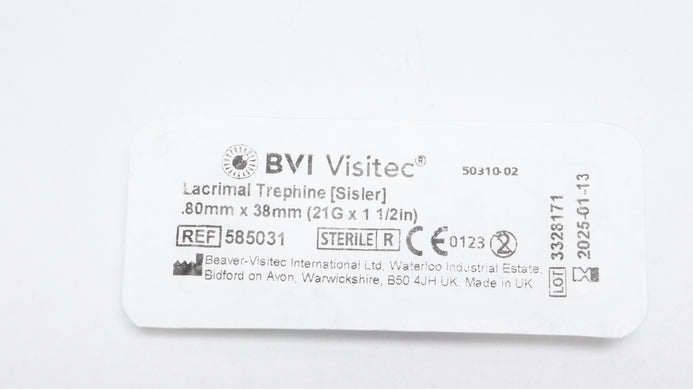 BVI Visitec®
50310-02
Lacrimal Trephine [Sisler]
.80mm x 38mm (21G x 1 1/2in)
REF 585031
STERILE R
CE 0123
2
Beaver-Visitec International Ltd, Waterloo Industrial Estate,
Bidford on Avon, Warwickshire, B50 4JH UK. Made in UK
LOT 3328171
2025-01-13